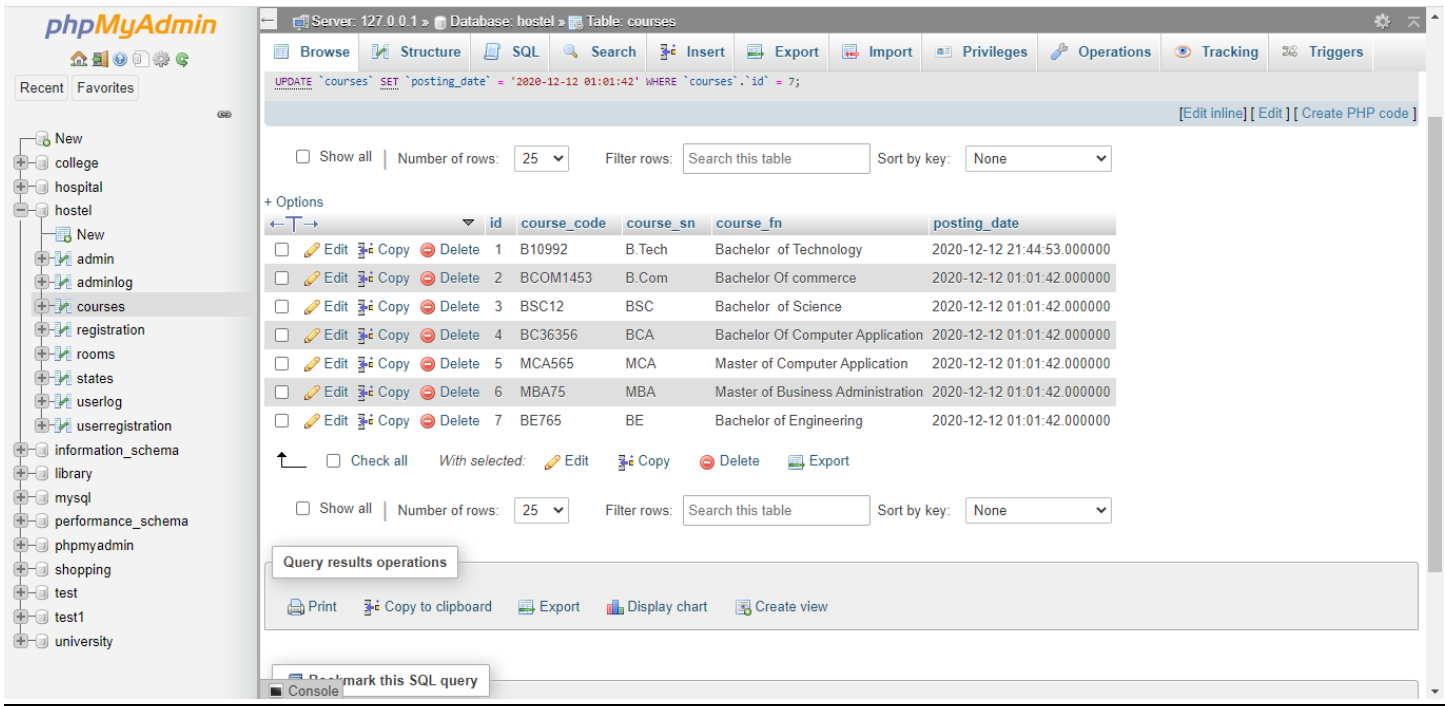 phpMyAdmin
Recent Favorites
New
college
hospital
hostel
New
admin
adminlog
courses
registration
rooms
states
userlog
userregistration
information_schema
library
mysql
performance_schema
phpmyadmin
shopping
test
test1
university
Server: 127.0.0.1 » Database: hostel » Table: courses
Browse Structure SQL Search Insert Export Import Privileges Operations Tracking Triggers
UPDATE `courses` SET `posting_date` = '2020-12-12 01:01:42' WHERE `courses`.`id` = 7;
[Edit inline] [ Edit ] [ Create PHP code ]
Show all | Number of rows: 25 Filter rows: Search this table Sort by key: None
+ Options
←T→ id course_code course_sn course_fn posting_date
Edit Copy Delete 1 B10992 B.Tech Bachelor of Technology 2020-12-12 21:44:53.000000
Edit Copy Delete 2 BCOM1453 B.Com Bachelor Of commerce 2020-12-12 01:01:42.000000
Edit Copy Delete 3 BSC12 BSC Bachelor of Science 2020-12-12 01:01:42.000000
Edit Copy Delete 4 BC36356 BCA Bachelor Of Computer Application 2020-12-12 01:01:42.000000
Edit Copy Delete 5 MCA565 MCA Master of Computer Application 2020-12-12 01:01:42.000000
Edit Copy Delete 6 MBA75 MBA Master of Business Administration 2020-12-12 01:01:42.000000
Edit Copy Delete 7 BE765 BE Bachelor of Engineering 2020-12-12 01:01:42.000000
Check all With selected: Edit Copy Delete Export
Show all | Number of rows: 25 Filter rows: Search this table Sort by key: None
Query results operations
Print Copy to clipboard Export Display chart Create view
Bookmark this SQL query
Console